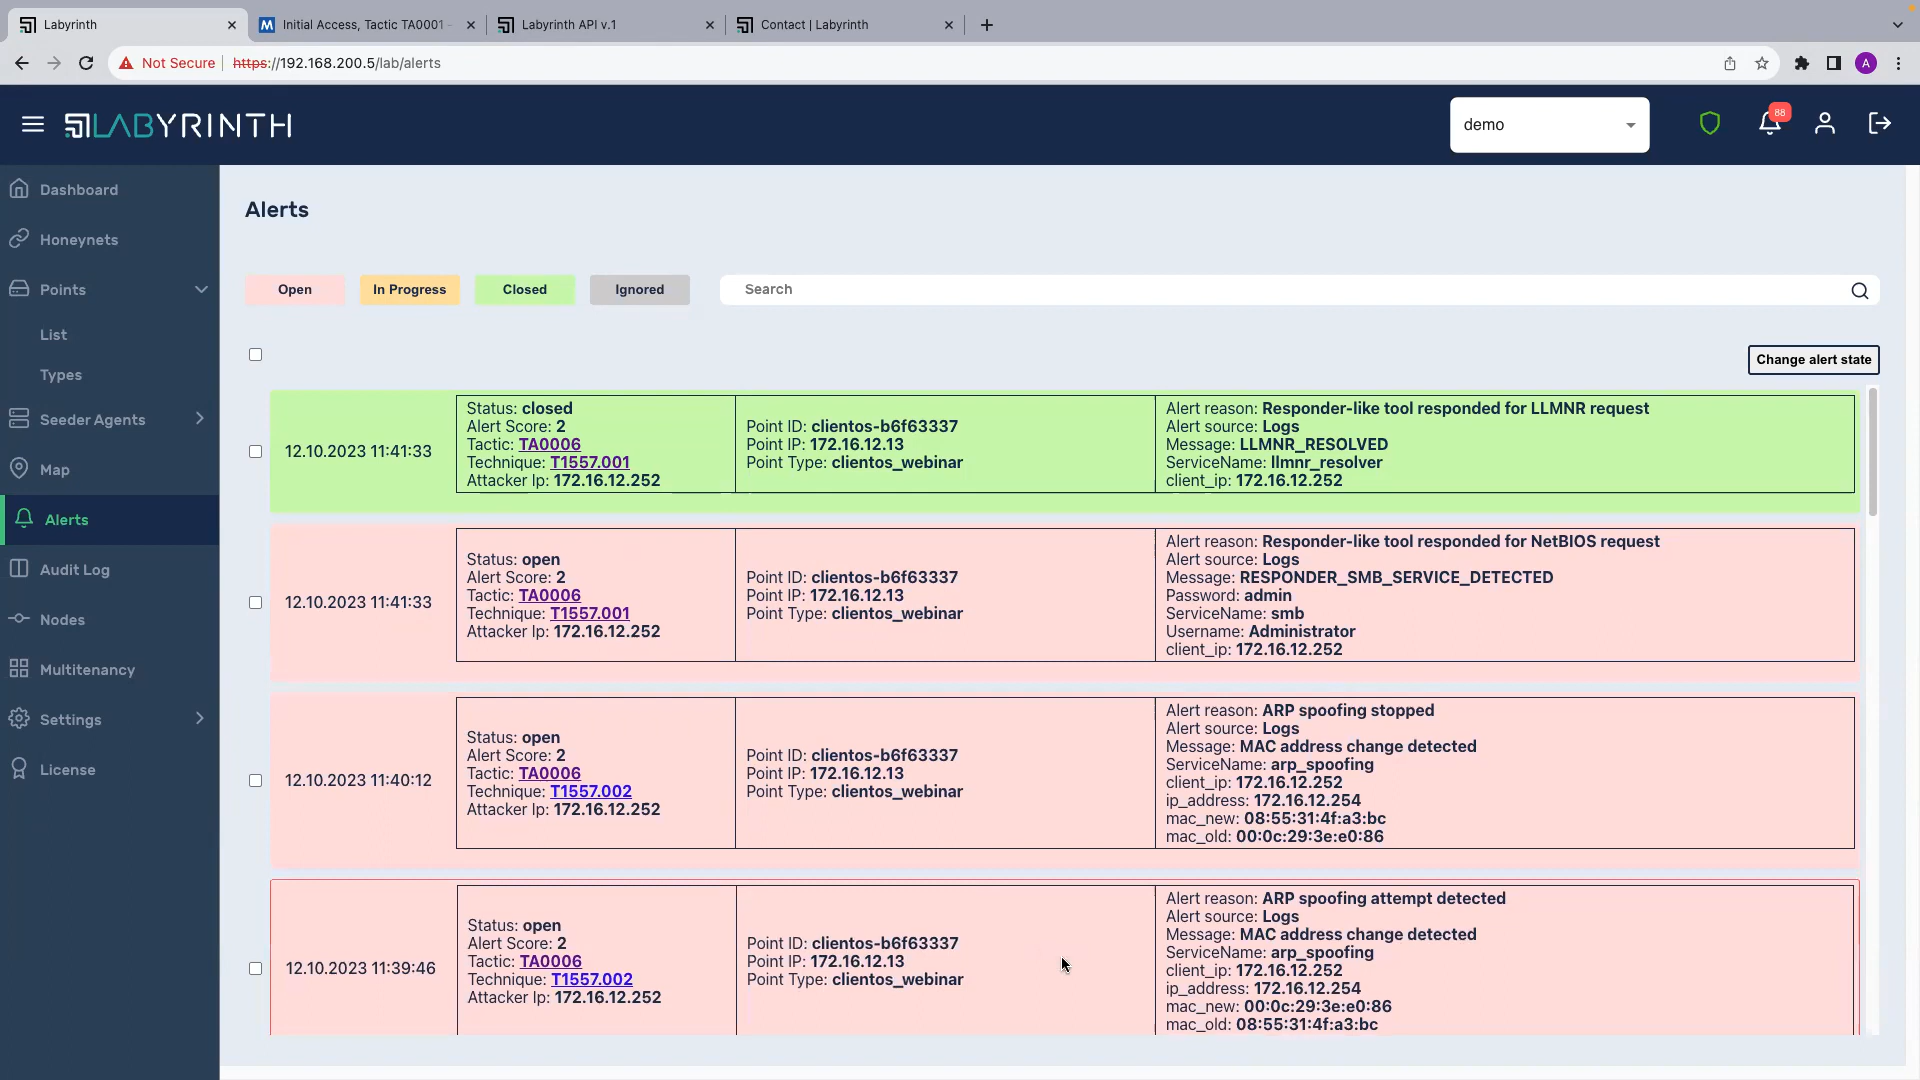 Labyrinth
Initial Access, Tactic TA0001 -
Labyrinth API v.1
Contact | Labyrinth
Not Secure
https://192.168.200.5/lab/alerts
A
LABYRINTH
demo
88
Dashboard
Honeynets
Points
List
Types
Seeder Agents
Map
Alerts
Audit Log
Nodes
Multitenancy
Settings
License
Alerts
Open
In Progress
Closed
Ignored
Search
Change alert state
12.10.2023 11:41:33
Status: closed
Alert Score: 2
Tactic: TA0006
Technique: T1557.001
Attacker Ip: 172.16.12.252
Point ID: clientos-b6f63337
Point IP: 172.16.12.13
Point Type: clientos_webinar
Alert reason: Responder-like tool responded for LLMNR request
Alert source: Logs
Message: LLMNR_RESOLVED
ServiceName: llmnr_resolver
client_ip: 172.16.12.252
12.10.2023 11:41:33
Status: open
Alert Score: 2
Tactic: TA0006
Technique: T1557.001
Attacker Ip: 172.16.12.252
Point ID: clientos-b6f63337
Point IP: 172.16.12.13
Point Type: clientos_webinar
Alert reason: Responder-like tool responded for NetBIOS request
Alert source: Logs
Message: RESPONDER_SMB_SERVICE_DETECTED
Password: admin
ServiceName: smb
Username: Administrator
client_ip: 172.16.12.252
12.10.2023 11:40:12
Status: open
Alert Score: 2
Tactic: TA0006
Technique: T1557.002
Attacker Ip: 172.16.12.252
Point ID: clientos-b6f63337
Point IP: 172.16.12.13
Point Type: clientos_webinar
Alert reason: ARP spoofing stopped
Alert source: Logs
Message: MAC address change detected
ServiceName: arp_spoofing
client_ip: 172.16.12.252
ip_address: 172.16.12.254
mac_new: 08:55:31:4f:a3:bc
mac_old: 00:0c:29:3e:e0:86
12.10.2023 11:39:46
Status: open
Alert Score: 2
Tactic: TA0006
Technique: T1557.002
Attacker Ip: 172.16.12.252
Point ID: clientos-b6f63337
Point IP: 172.16.12.13
Point Type: clientos_webinar
Alert reason: ARP spoofing attempt detected
Alert source: Logs
Message: MAC address change detected
ServiceName: arp_spoofing
client_ip: 172.16.12.252
ip_address: 172.16.12.254
mac_new: 00:0c:29:3e:e0:86
mac_old: 08:55:31:4f:a3:bc